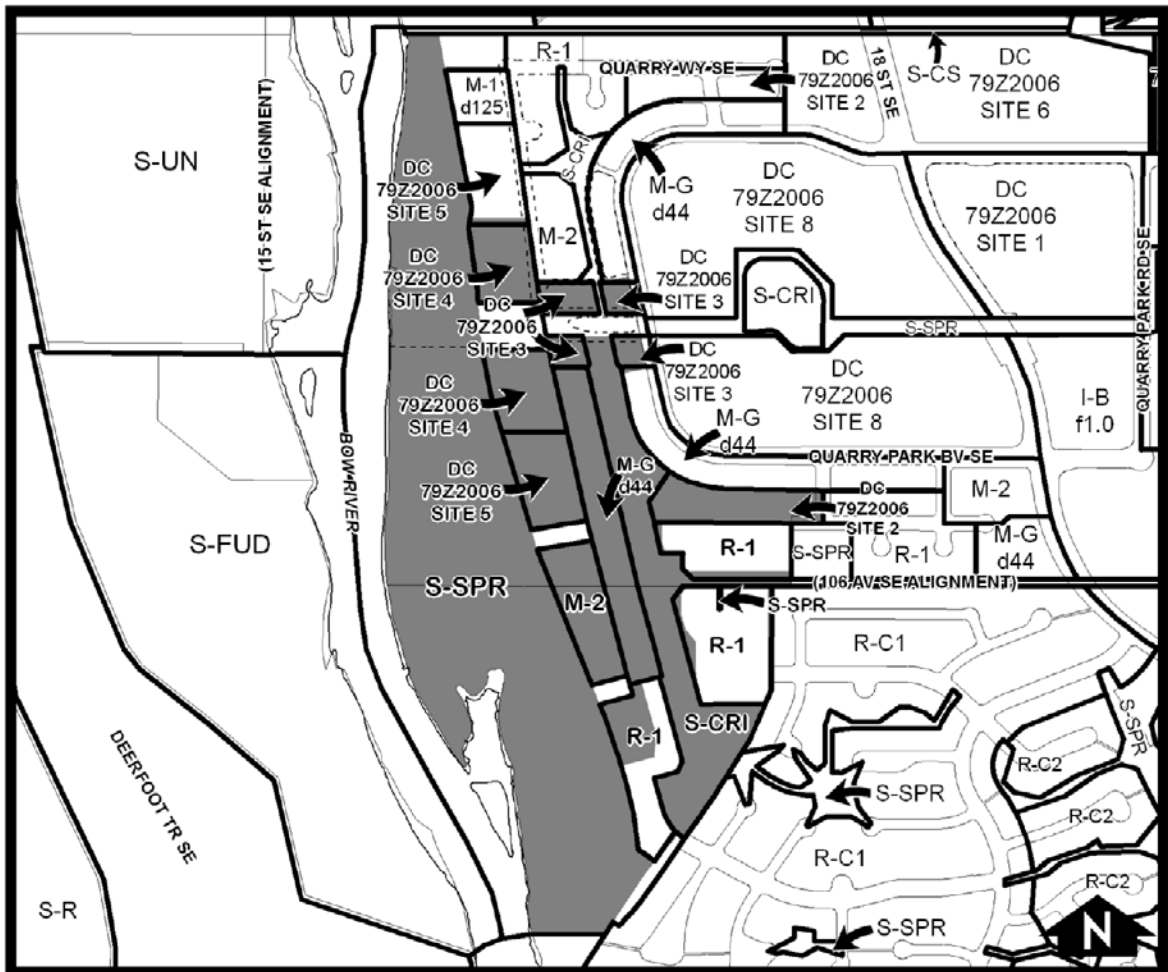 R-1
QUARRY WY SE
DC
79Z2006
SITE 2
18 ST SE
S-CS
DC
79Z2006
SITE 6
7
M-1
d125
S-UN
(15 ST SE ALIGNMENT)
S-CRI
M-G
d44
DC
79Z2006
SITE 5
DC
79Z2006
SITE 8
DC
79Z2006
SITE 1
M-2
DC
79Z2006
SITE 4
DC
79Z2006
SITE 3
S-CRI
DC
79Z2006
SITE 3
S-SPR
QUARRY PARK RD SE
DC
79Z2006
SITE 3
DC
79Z2006
SITE 4
DC
79Z2006
SITE 8
I-B
f1.0
M-G
d44
BOW RIVER
QUARRY PARK BV SE
M-G
d44
DC
79Z2006
SITE 5
M-2
DC
79Z2006
SITE 2
S-FUD
R-1
S-SPR
R-1
M-G
d44
S-SPR
(106 AV SE ALIGNMENT)
M-2
S-SPR
R-1
R-C1
S-SPR
R-1
S-CRI
DEERFOOT TR SE
R-C2
S-SPR
R-C2
R-C1
R-C2
S-R
S-SPR
N